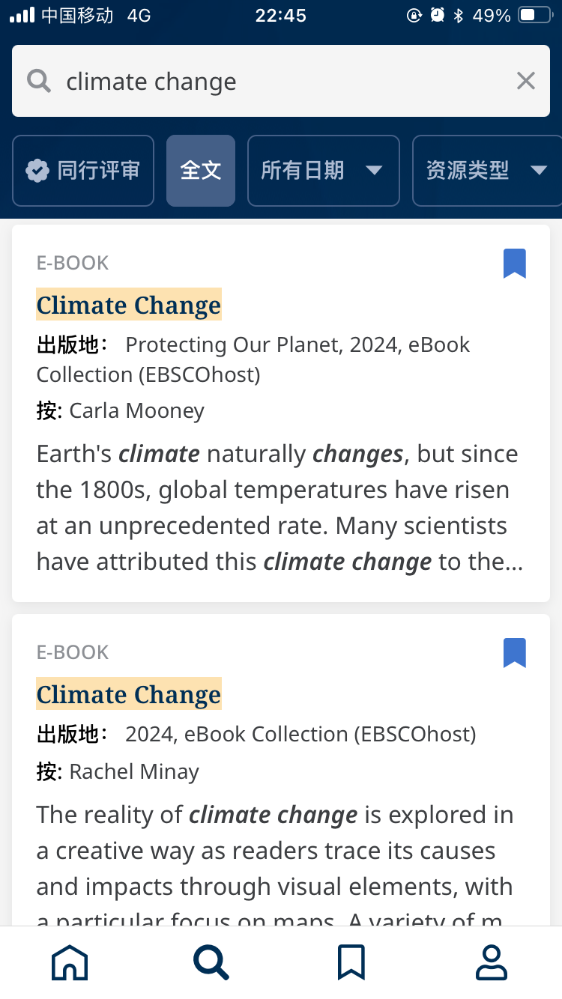 中国移动 4G 22:45 49%
climate change
同行评审 全文 所有日期 资源类型
E-BOOK
Climate Change
出版地： Protecting Our Planet, 2024, eBook
Collection (EBSCOhost)
按: Carla Mooney
Earth's climate naturally changes, but since
the 1800s, global temperatures have risen
at an unprecedented rate. Many scientists
have attributed this climate change to the...
E-BOOK
Climate Change
出版地： 2024, eBook Collection (EBSCOhost)
按: Rachel Minay
The reality of climate change is explored in
a creative way as readers trace its causes
and impacts through visual elements, with
a particular focus on maps. A variety of m